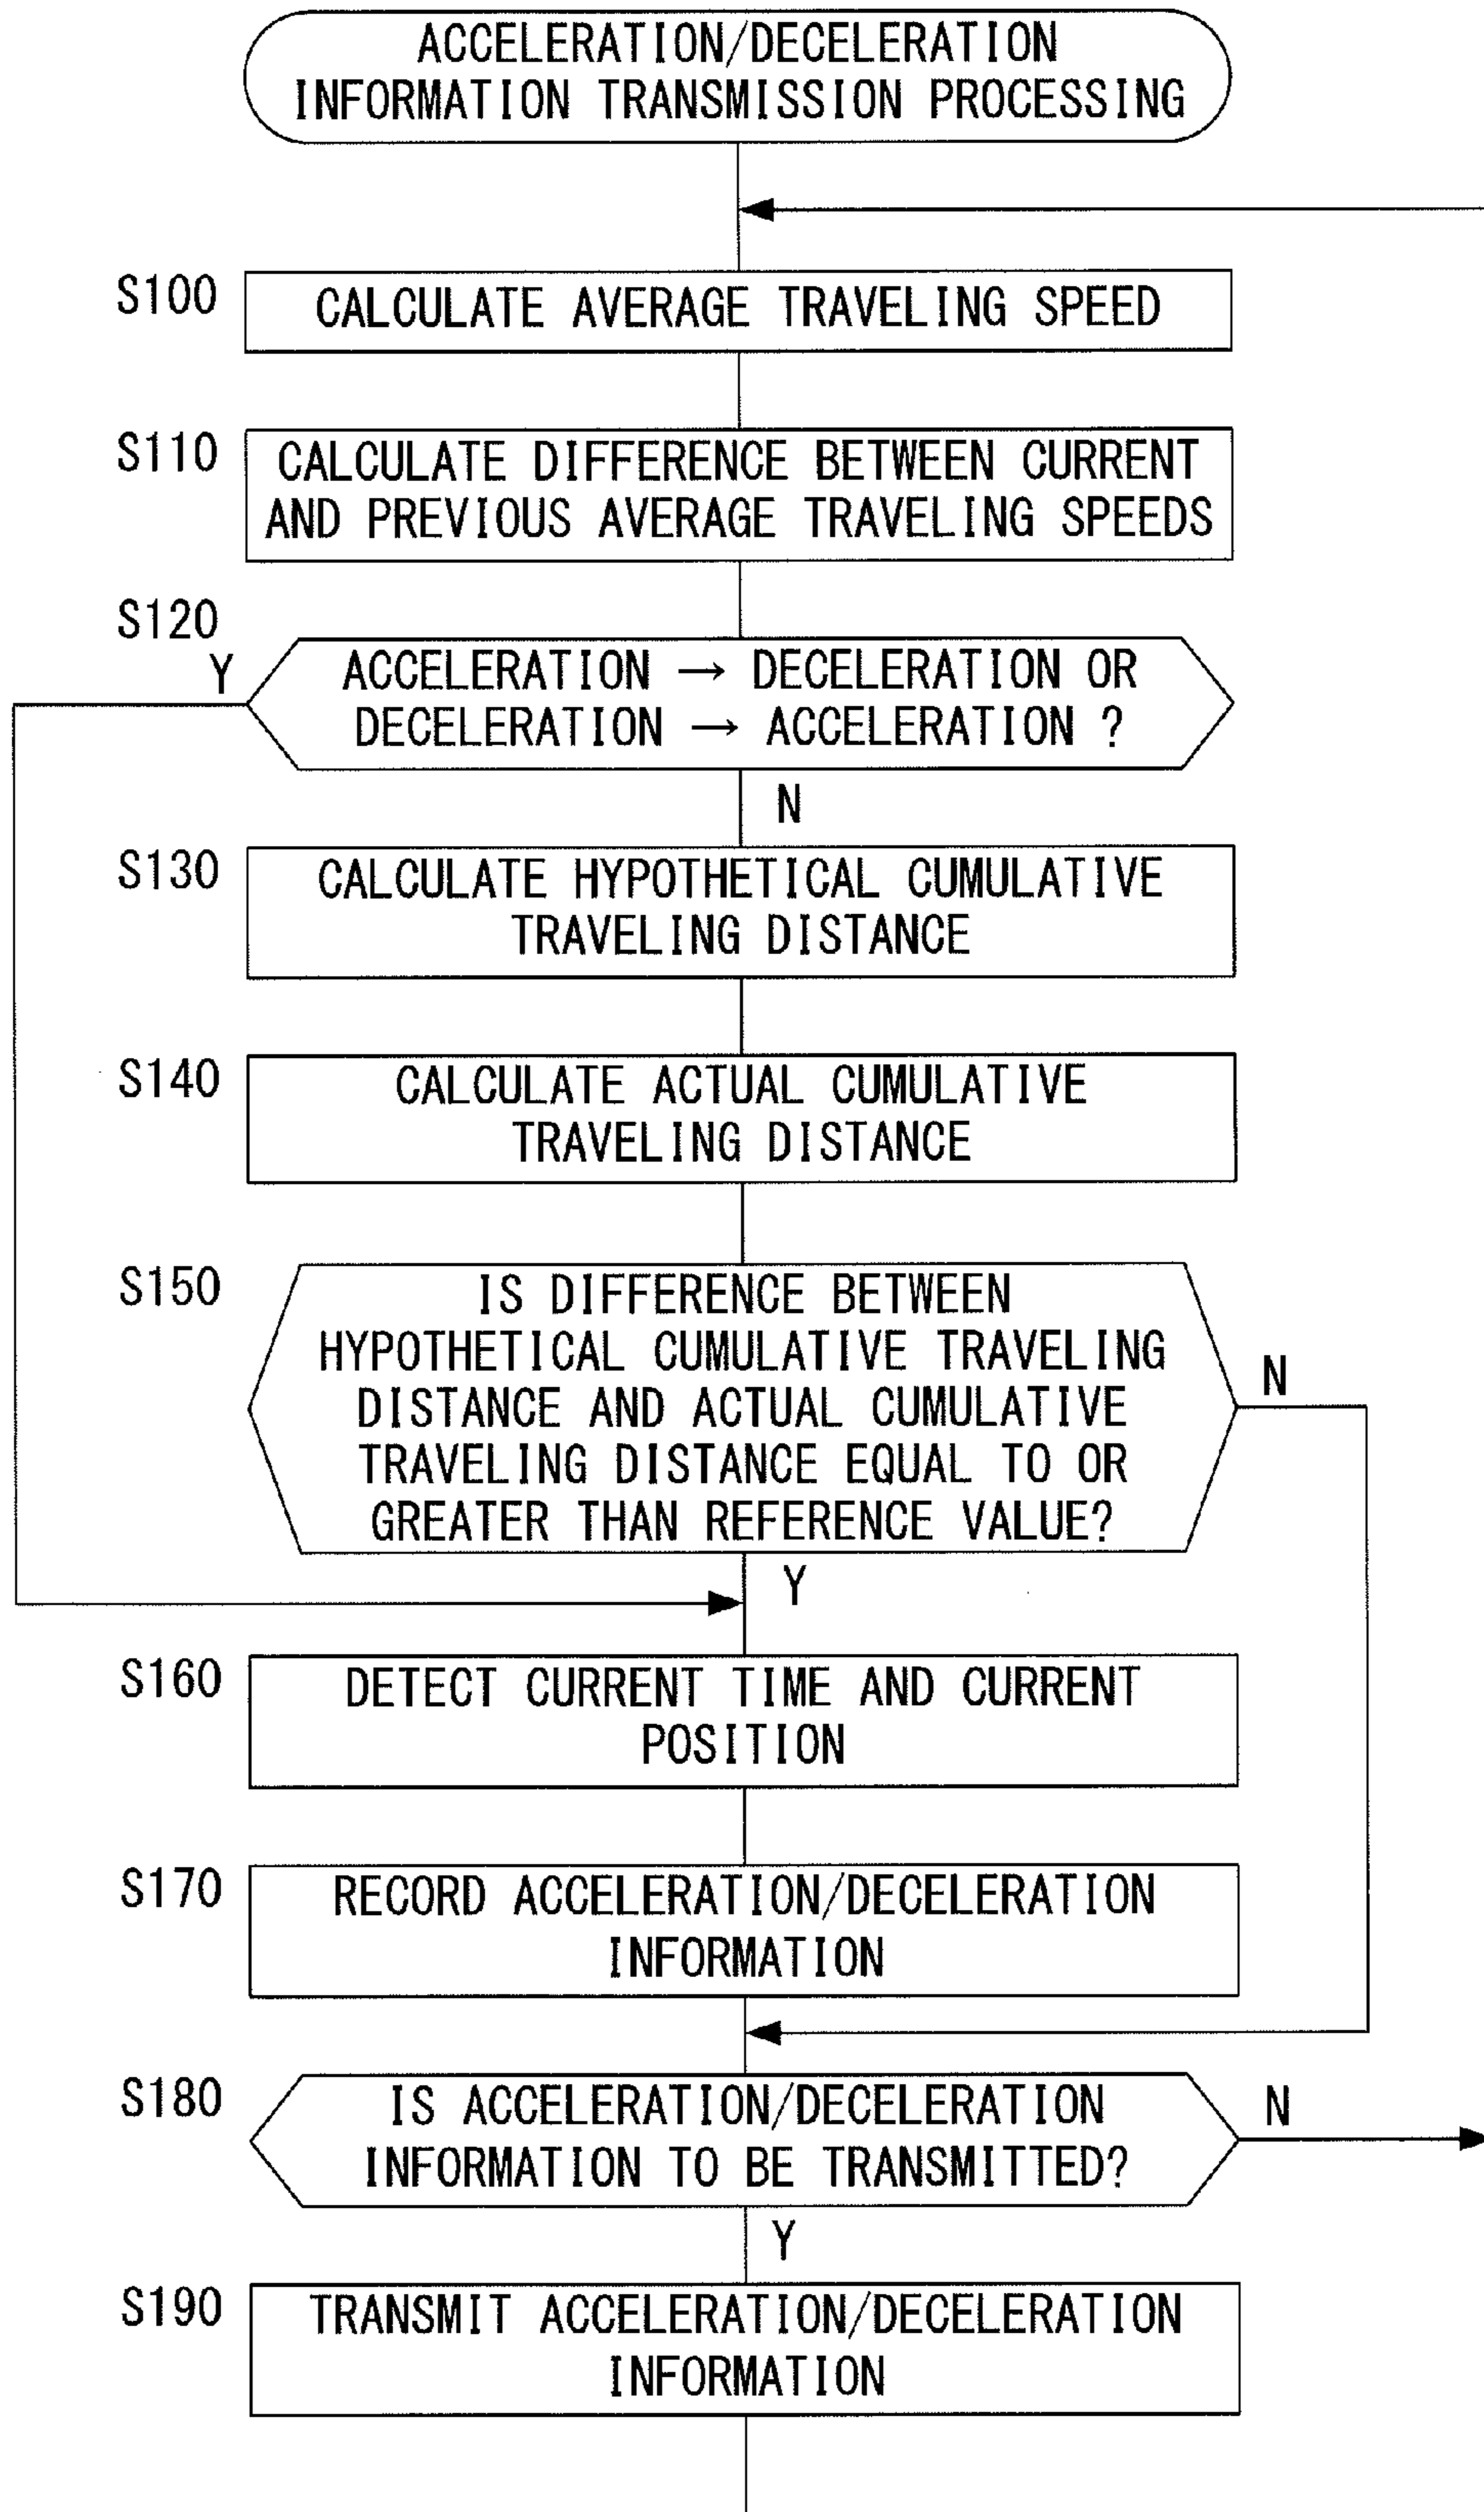 ACCELERATION/DECELERATION
INFORMATION TRANSMISSION PROCESSING
S100
CALCULATE AVERAGE TRAVELING SPEED
S110
CALCULATE DIFFERENCE BETWEEN CURRENT
AND PREVIOUS AVERAGE TRAVELING SPEEDS
S120
Y
ACCELERATION → DECELERATION OR
DECELERATION → ACCELERATION ?
N
S130
CALCULATE HYPOTHETICAL CUMULATIVE
TRAVELING DISTANCE
S140
CALCULATE ACTUAL CUMULATIVE
TRAVELING DISTANCE
S150
IS DIFFERENCE BETWEEN
HYPOTHETICAL CUMULATIVE TRAVELING
DISTANCE AND ACTUAL CUMULATIVE
TRAVELING DISTANCE EQUAL TO OR
GREATER THAN REFERENCE VALUE?
N
Y
S160
DETECT CURRENT TIME AND CURRENT
POSITION
S170
RECORD ACCELERATION/DECELERATION
INFORMATION
S180
IS ACCELERATION/DECELERATION
INFORMATION TO BE TRANSMITTED?
N
Y
S190
TRANSMIT ACCELERATION/DECELERATION
INFORMATION